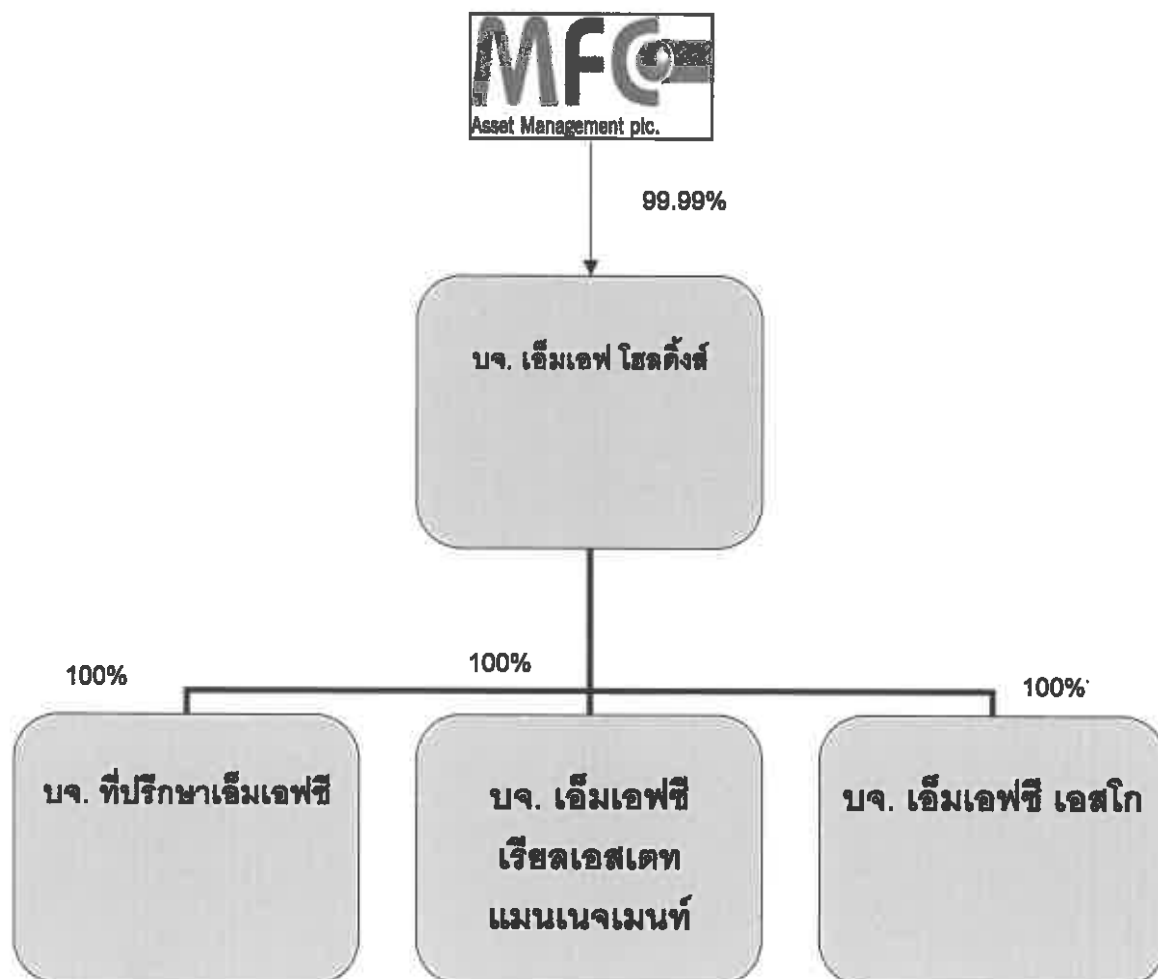 MFC
Asset Management plc.
99.99%
บจ. เอ็มเอฟ โฮลดิ้งส์
100%
100%
100%
บจ. ที่ปรึกษาเอ็มเอฟซี
บจ. เอ็มเอฟซี
เรียลเอสเตท
แมนเนจเมนท์
บจ. เอ็มเอฟซี เอสโก